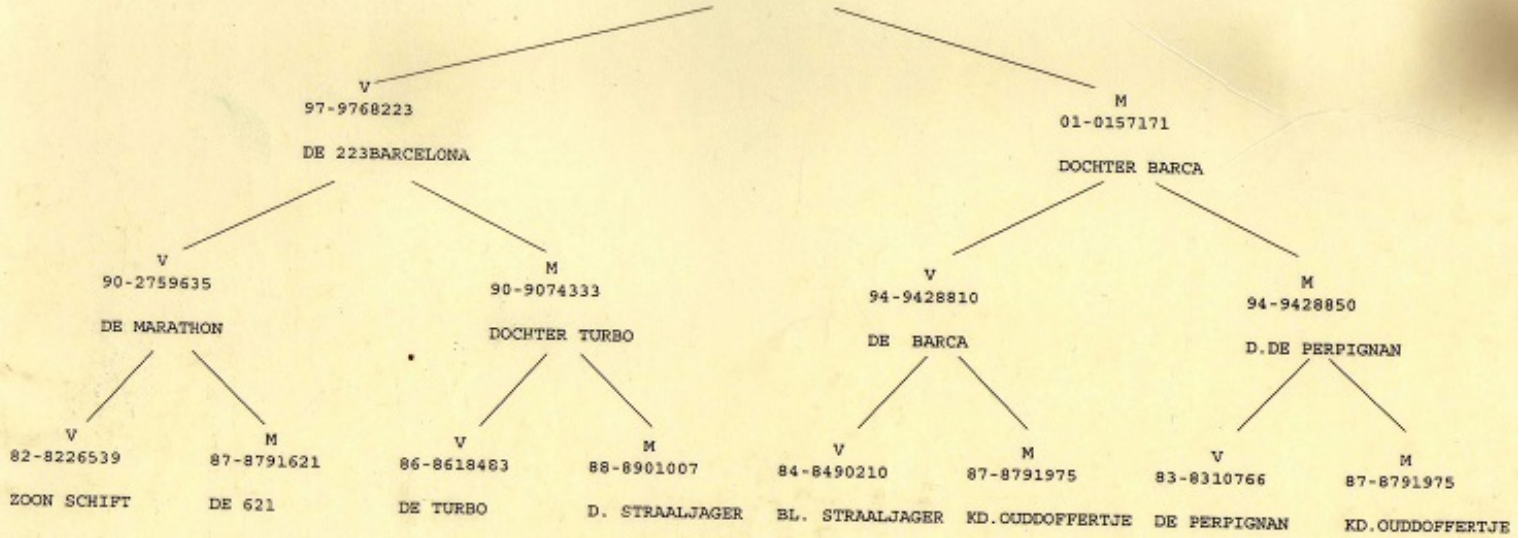 V
97-9768223
DE 223BARCELONA
M
01-0157171
DOCHTER BARCA
V
90-2759635
DE MARATHON
M
90-9074333
DOCHTER TURBO
V
94-9428810
DE BARCA
M
94-9428850
D.DE PERPIGNAN
V
82-8226539
ZOON SCHIFT
M
87-8791621
DE 621
V
86-8618483
DE TURBO
M
88-8901007
D. STRAALJAGER
V
84-8490210
BL. STRAALJAGER
M
87-8791975
KD.OUDDOFFERTJE
V
83-8310766
DE PERPIGNAN
M
87-8791975
KD.OUDDOFFERTJE